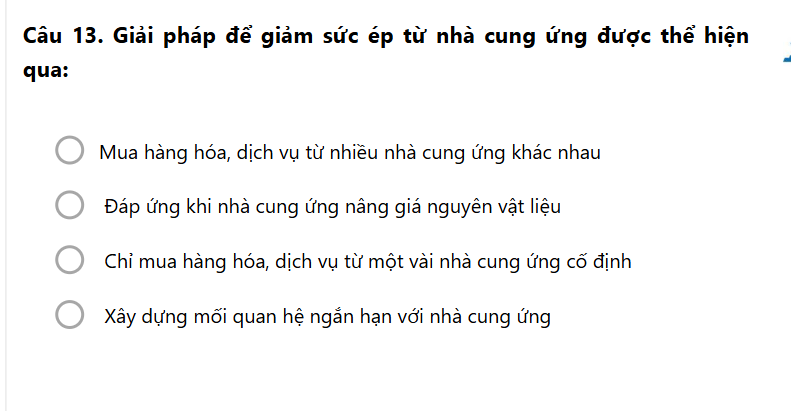 Câu 13. Giải pháp để giảm sức ép từ nhà cung ứng được thể hiện
qua:
Mua hàng hóa, dịch vụ từ nhiều nhà cung ứng khác nhau
Đáp ứng khi nhà cung ứng nâng giá nguyên vật liệu
Chỉ mua hàng hóa, dịch vụ từ một vài nhà cung ứng cố định
Xây dựng mối quan hệ ngắn hạn với nhà cung ứng